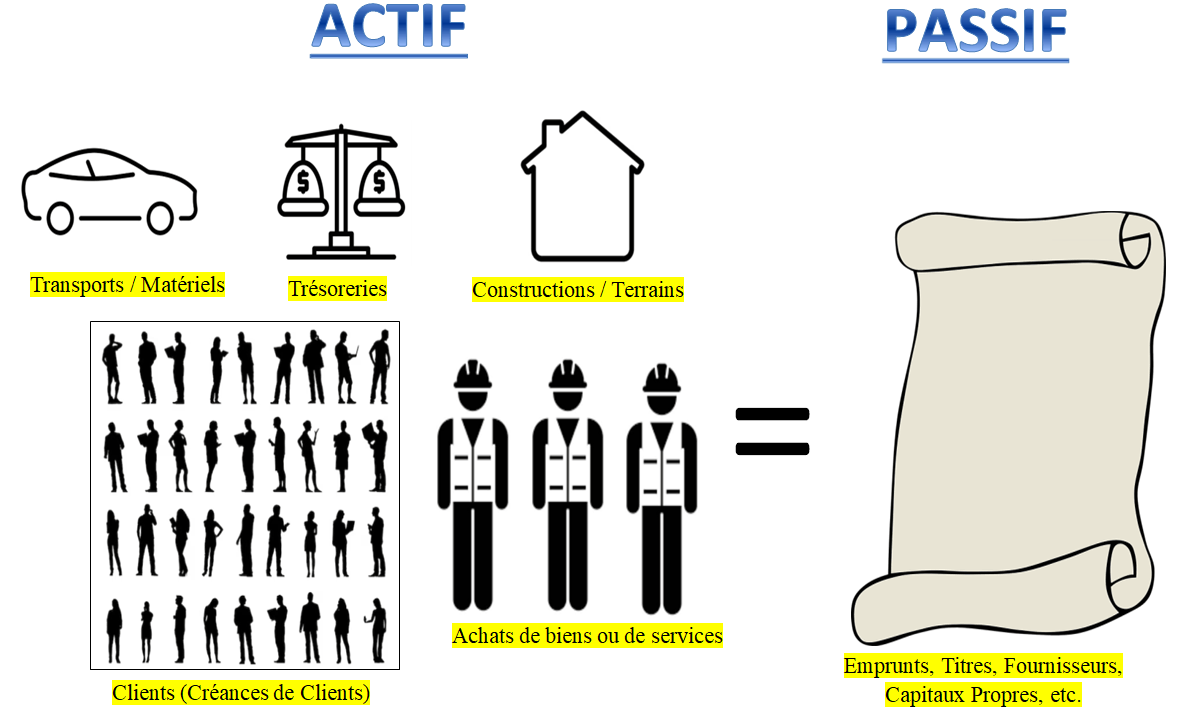 ACTIF
PASSIF
Transports / Matériels
Trésoreries
Constructions / Terrains
$ $
Clients (Créances de Clients)
Achats de biens ou de services
=
Emprunts, Titres, Fournisseurs,
Capitaux Propres, etc.